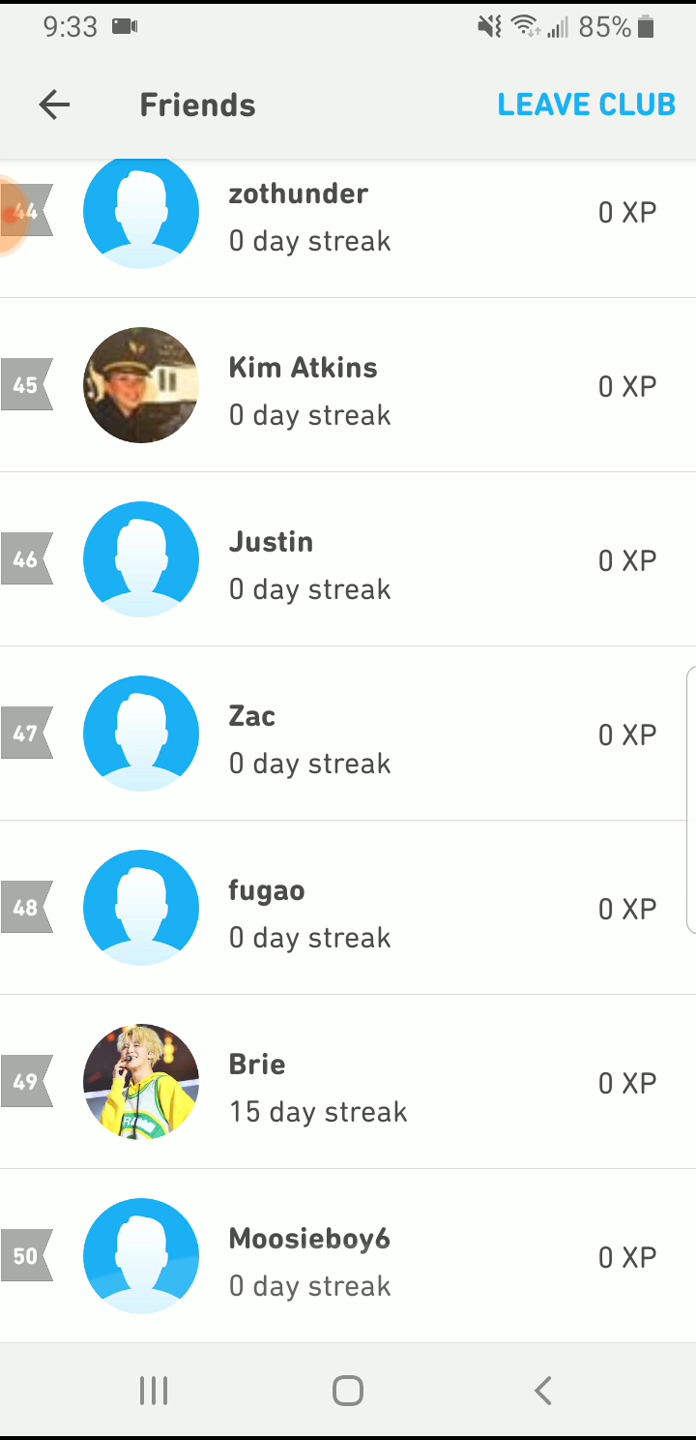 9:33 85%
Friends LEAVE CLUB
44 zothunder 0 XP
0 day streak
45 Kim Atkins 0 XP
0 day streak
46 Justin 0 XP
0 day streak
47 Zac 0 XP
0 day streak
48 fugao 0 XP
0 day streak
49 Brie 0 XP
15 day streak
50 Moosieboy6 0 XP
0 day streak